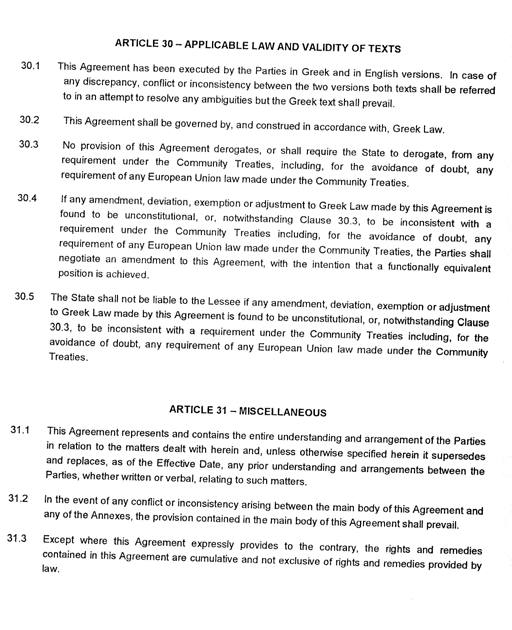 ARTICLE 30 – APPLICABLE LAW AND VALIDITY OF TEXTS
30.1 This Agreement has been executed by the Parties in Greek and in English versions. In case of
any discrepancy, conflict or inconsistency between the two versions both texts shall be referred
to in an attempt to resolve any ambiguities but the Greek text shall prevail.
30.2 This Agreement shall be governed by, and construed in accordance with, Greek Law.
30.3 No provision of this Agreement derogates, or shall require the State to derogate, from any
requirement under the Community Treaties, including, for the avoidance of doubt, any
requirement of any European Union law made under the Community Treaties.
30.4 If any amendment, deviation, exemption or adjustment to Greek Law made by this Agreement is
found to be unconstitutional, or, notwithstanding Clause 30.3, to be inconsistent with a
requirement under the Community Treaties including, for the avoidance of doubt, any
requirement of any European Union law made under the Community Treaties, the Parties shall
negotiate an amendment to this Agreement, with the intention that a functionally equivalent
position is achieved.
30.5 The State shall not be liable to the Lessee if any amendment, deviation, exemption or adjustment
to Greek Law made by this Agreement is found to be unconstitutional, or, notwithstanding Clause
30.3, to be inconsistent with a requirement under the Community Treaties including, for the
avoidance of doubt, any requirement of any European Union law made under the Community
Treaties.
ARTICLE 31 – MISCELLANEOUS
31.1 This Agreement represents and contains the entire understanding and arrangement of the Parties
in relation to the matters dealt with herein and, unless otherwise specified herein it supersedes
and replaces, as of the Effective Date, any prior understanding and arrangements between the
Parties, whether written or verbal, relating to such matters.
31.2 In the event of any conflict or inconsistency arising between the main body of this Agreement and
any of the Annexes, the provision contained in the main body of this Agreement shall prevail.
31.3 Except where this Agreement expressly provides to the contrary, the rights and remedies
contained in this Agreement are cumulative and not exclusive of rights and remedies provided by
law.